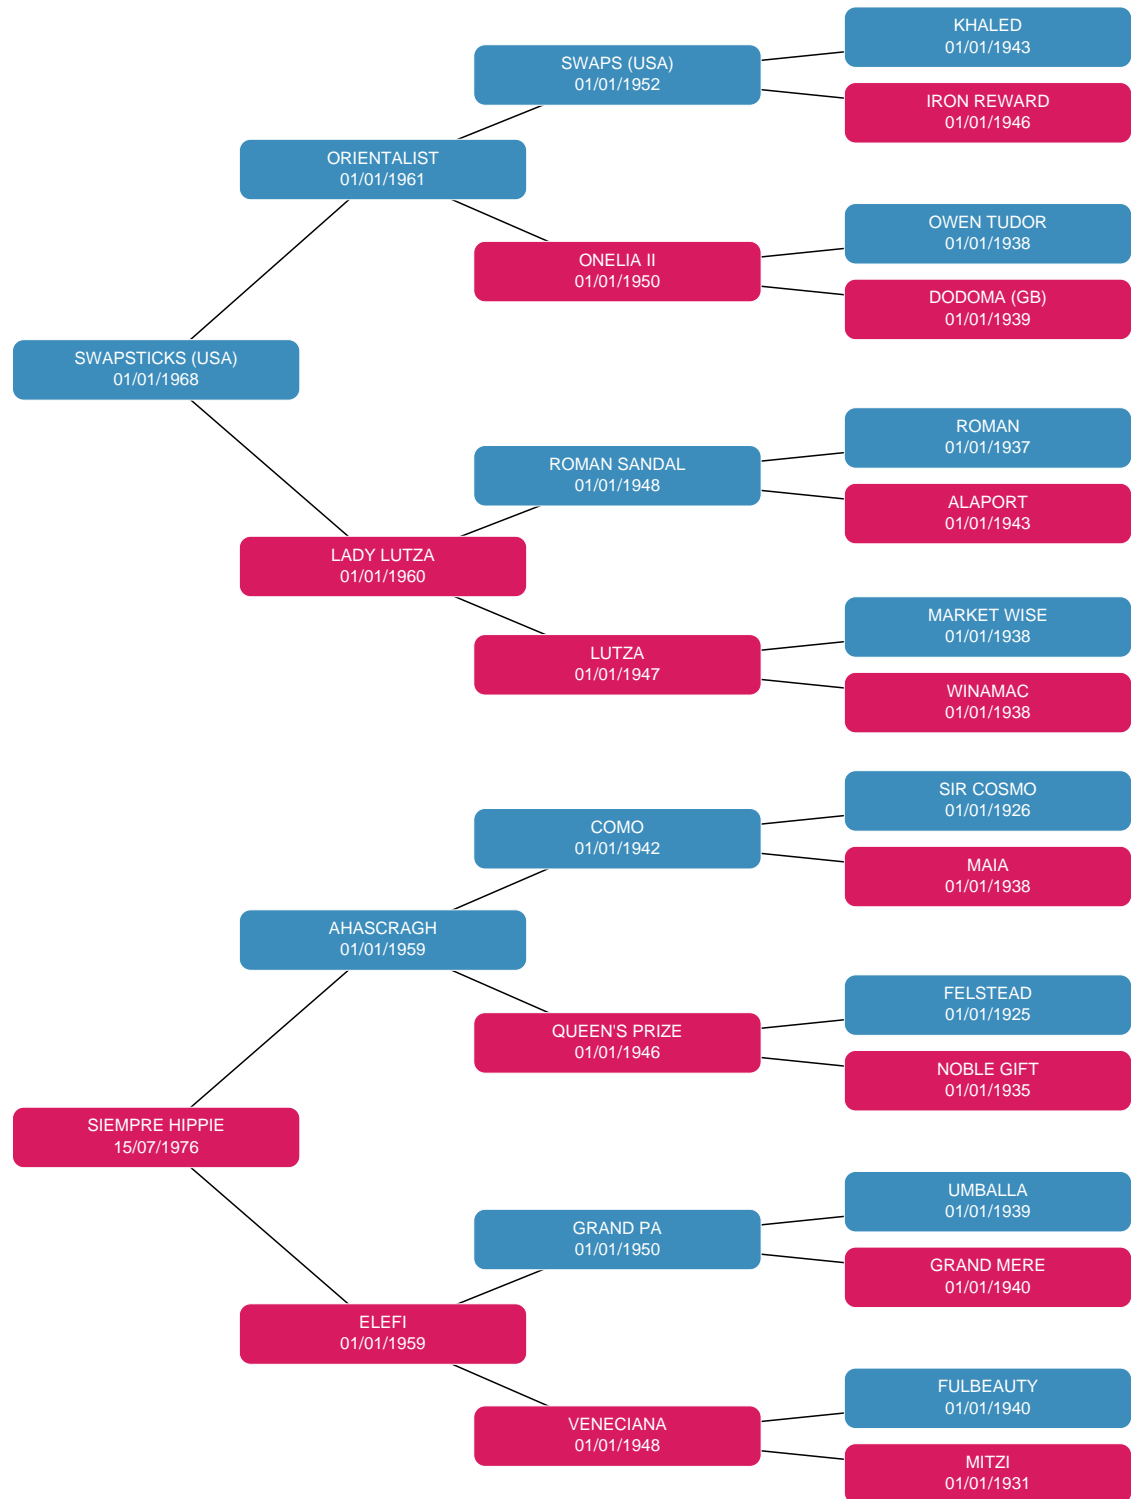 KHALED
01/01/1943
SWAPS (USA)
01/01/1952
IRON REWARD
01/01/1946
ORIENTALIST
01/01/1961
OWEN TUDOR
01/01/1938
ONELIA II
01/01/1950
DODOMA (GB)
01/01/1939
SWAPSTICKS (USA)
01/01/1968
ROMAN
01/01/1937
ROMAN SANDAL
01/01/1948
ALAPORT
01/01/1943
LADY LUTZA
01/01/1960
MARKET WISE
01/01/1938
LUTZA
01/01/1947
WINAMAC
01/01/1938
SIR COSMO
01/01/1926
COMO
01/01/1942
MAIA
01/01/1938
AHASCRAGH
01/01/1959
FELSTEAD
01/01/1925
QUEEN'S PRIZE
01/01/1946
NOBLE GIFT
01/01/1935
SIEMPRE HIPPIE
15/07/1976
UMBALLA
01/01/1939
GRAND PA
01/01/1950
GRAND MERE
01/01/1940
ELEFI
01/01/1959
FULBEAUTY
01/01/1940
VENECIANA
01/01/1948
MITZI
01/01/1931